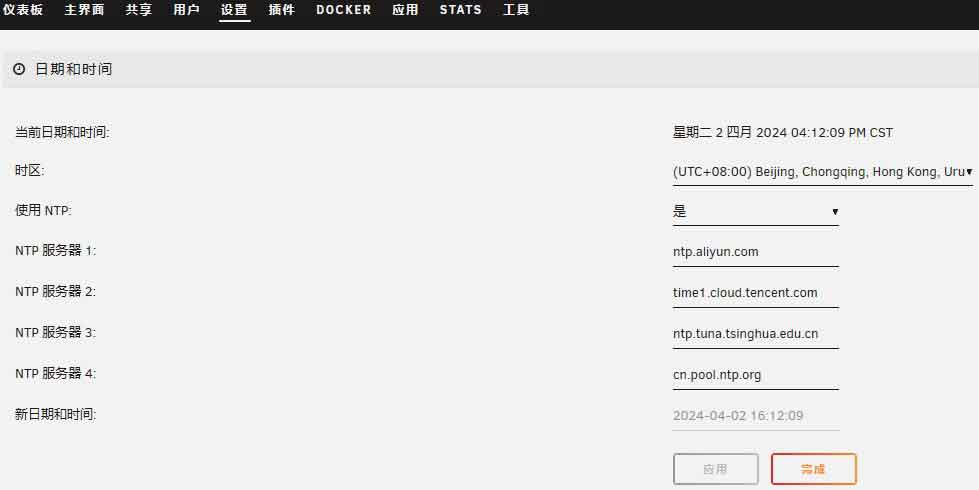 仪表板 主界面 共享 用户 设置 插件 DOCKER 应用 STATS 工具
日期和时间
当前日期和时间: 星期二 2 四月 2024 04:12:09 PM CST
时区: (UTC+08:00) Beijing, Chongqing, Hong Kong, Uru
使用 NTP: 是
NTP 服务器 1: ntp.aliyun.com
NTP 服务器 2: time1.cloud.tencent.com
NTP 服务器 3: ntp.tuna.tsinghua.edu.cn
NTP 服务器 4: cn.pool.ntp.org
新日期和时间: 2024-04-02 16:12:09
应用 完成